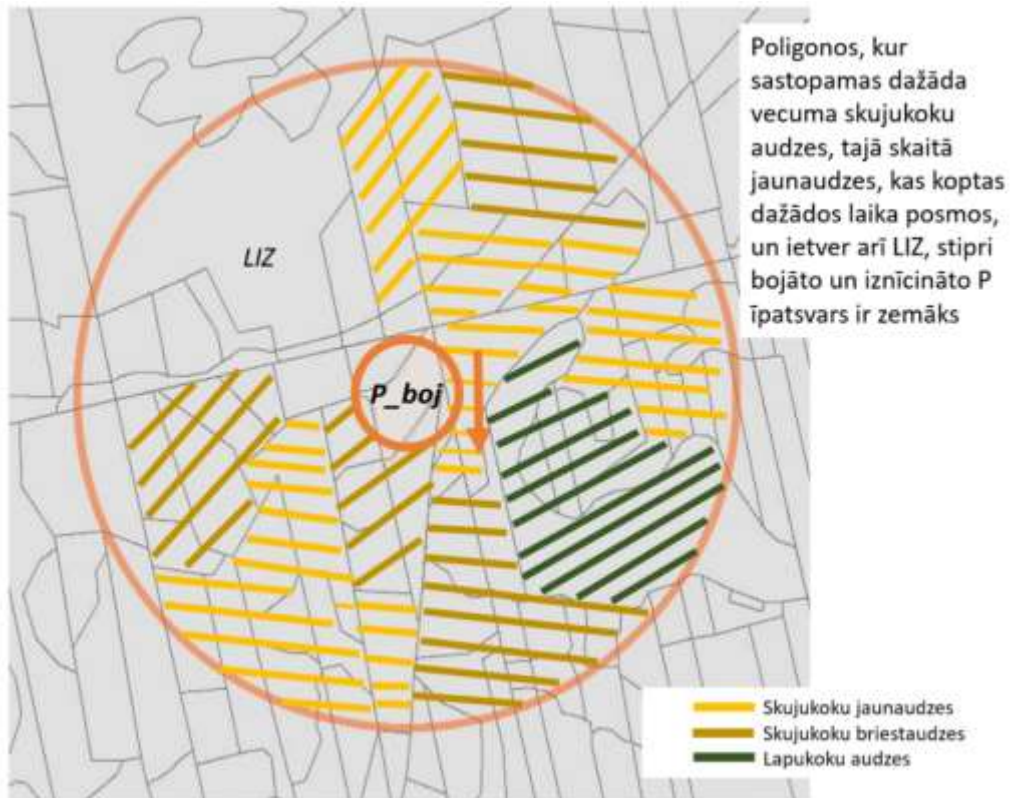 Poligonos, kur
sastopamas dažāda
vecuma skujukoku
audzes, tajā skaitā
jaunaudzes, kas koptas
dažādos laika posmos,
un ietver arī LIZ, stipri
bojāto un iznīcināto P
īpatsvars ir zemāks
LIZ
P_boj
Skujukoku jaunaudzes
Skujukoku briestaudzes
Lapukoku audzes